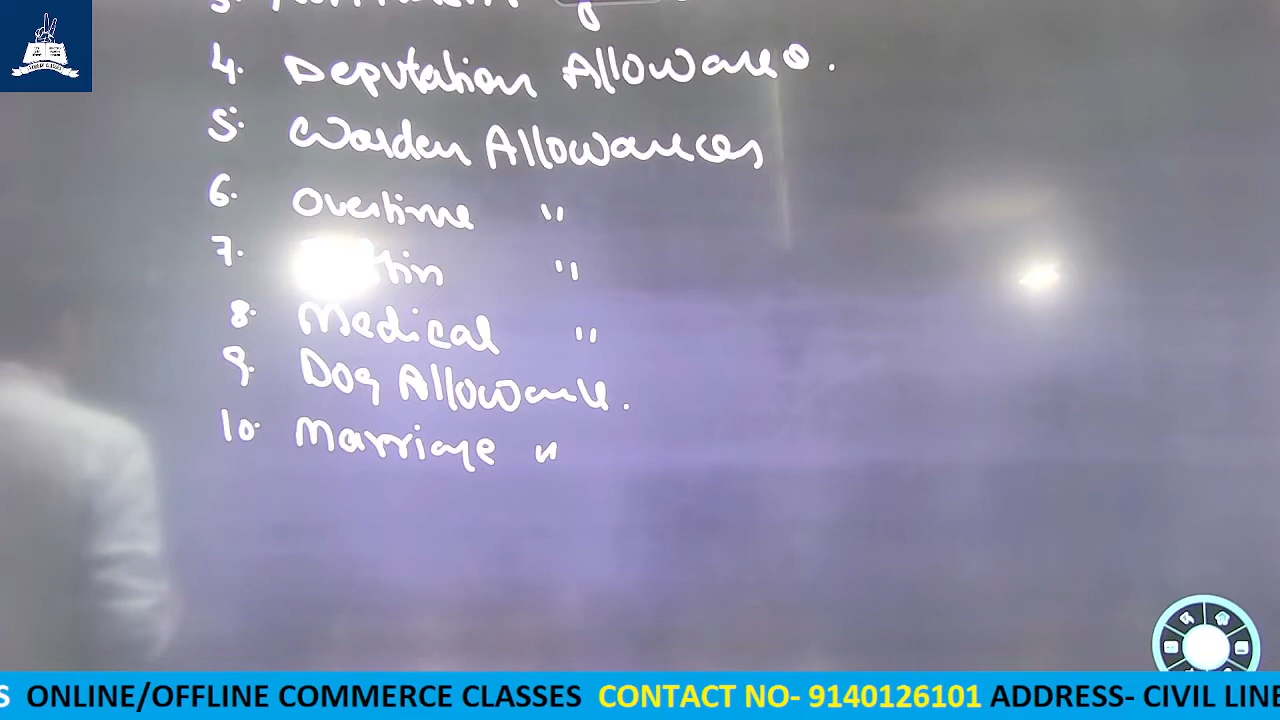 3.
4. Deputation Allowance.
5. Warden Allowances
6. Overtime "
7. "
8. Medical "
9. Dog Allowance.
10. Marriage "
S ONLINE/OFFLINE COMMERCE CLASSES CONTACT NO- 9140126101 ADDRESS- CIVIL LINE